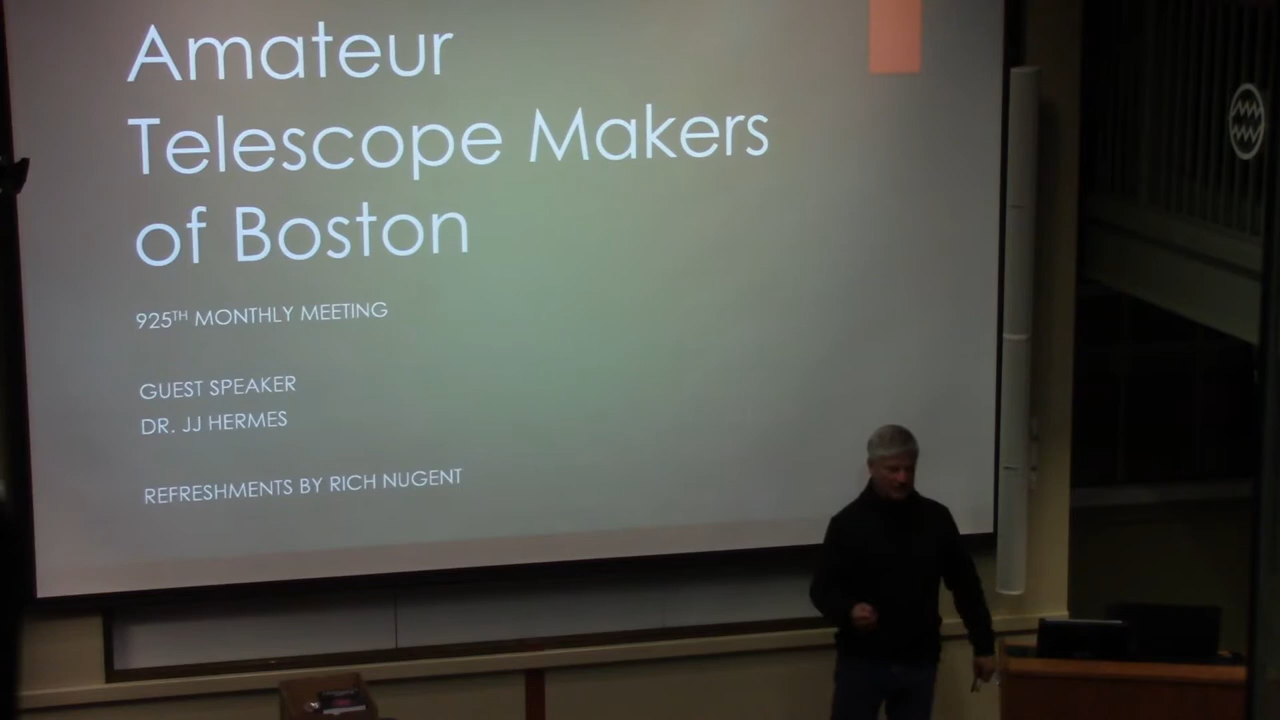 Amateur
Telescope Makers
of Boston
925TH MONTHLY MEETING
GUEST SPEAKER
DR. JJ HERMES
REFRESHMENTS BY RICH NUGENT